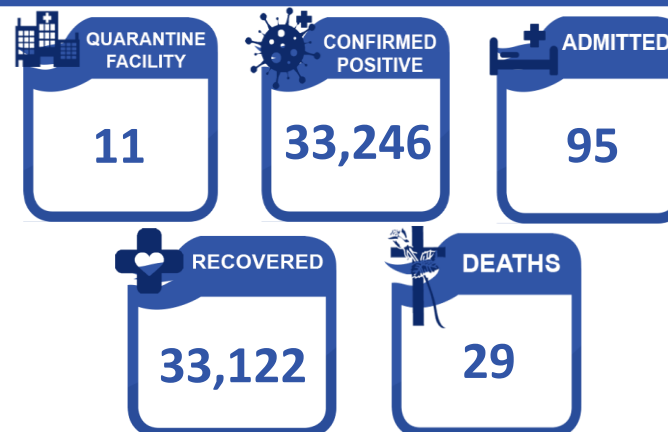 QUARANTINE
FACILITY
11
CONFIRMED
POSITIVE
33,246
ADMITTED
95
RECOVERED
33,122
DEATHS
29